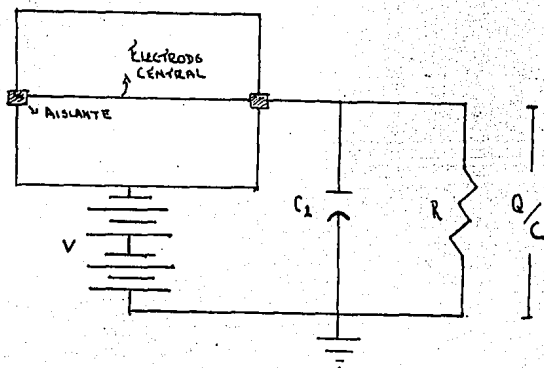 ELECTRODO
CENTRAL
AISLANTE
V
C1
R
Q/C